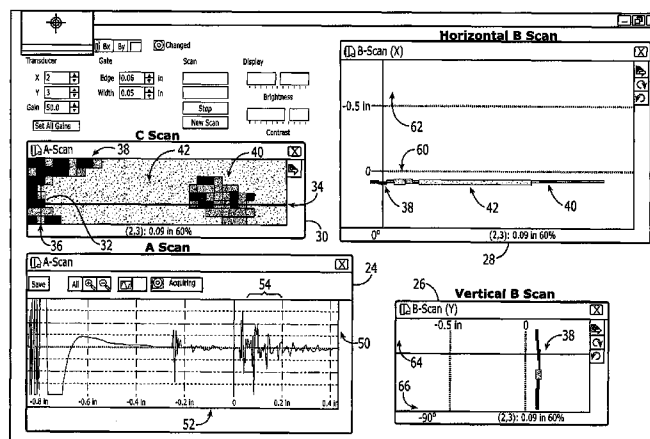 Bx By Changed
Transducer Gate Scan Display
X 2 Edge 0.06 in
Y 3 Width 0.05 in
Gain 50.0 Stop Brightness
Set All Gains New Scan Contrast
C Scan
A-Scan X
38 42 40
34
36 32 (2,3): 0.09 in 60% 30
A Scan
A-Scan X 24
Save All Acquiring 54
50
-0.8 in -0.6 in -0.4 in -0.2 in 0 in 0.2 in 0.4 in
52
Horizontal B Scan
B-Scan (X) X
-0.5 in
62
60
0
38 42 40
0° (2,3): 0.09 in 60%
28
Vertical B Scan
26
B-Scan (Y) X
-0.5 in 0
38
64
66
-90° (2,3): 0.09 in 60%